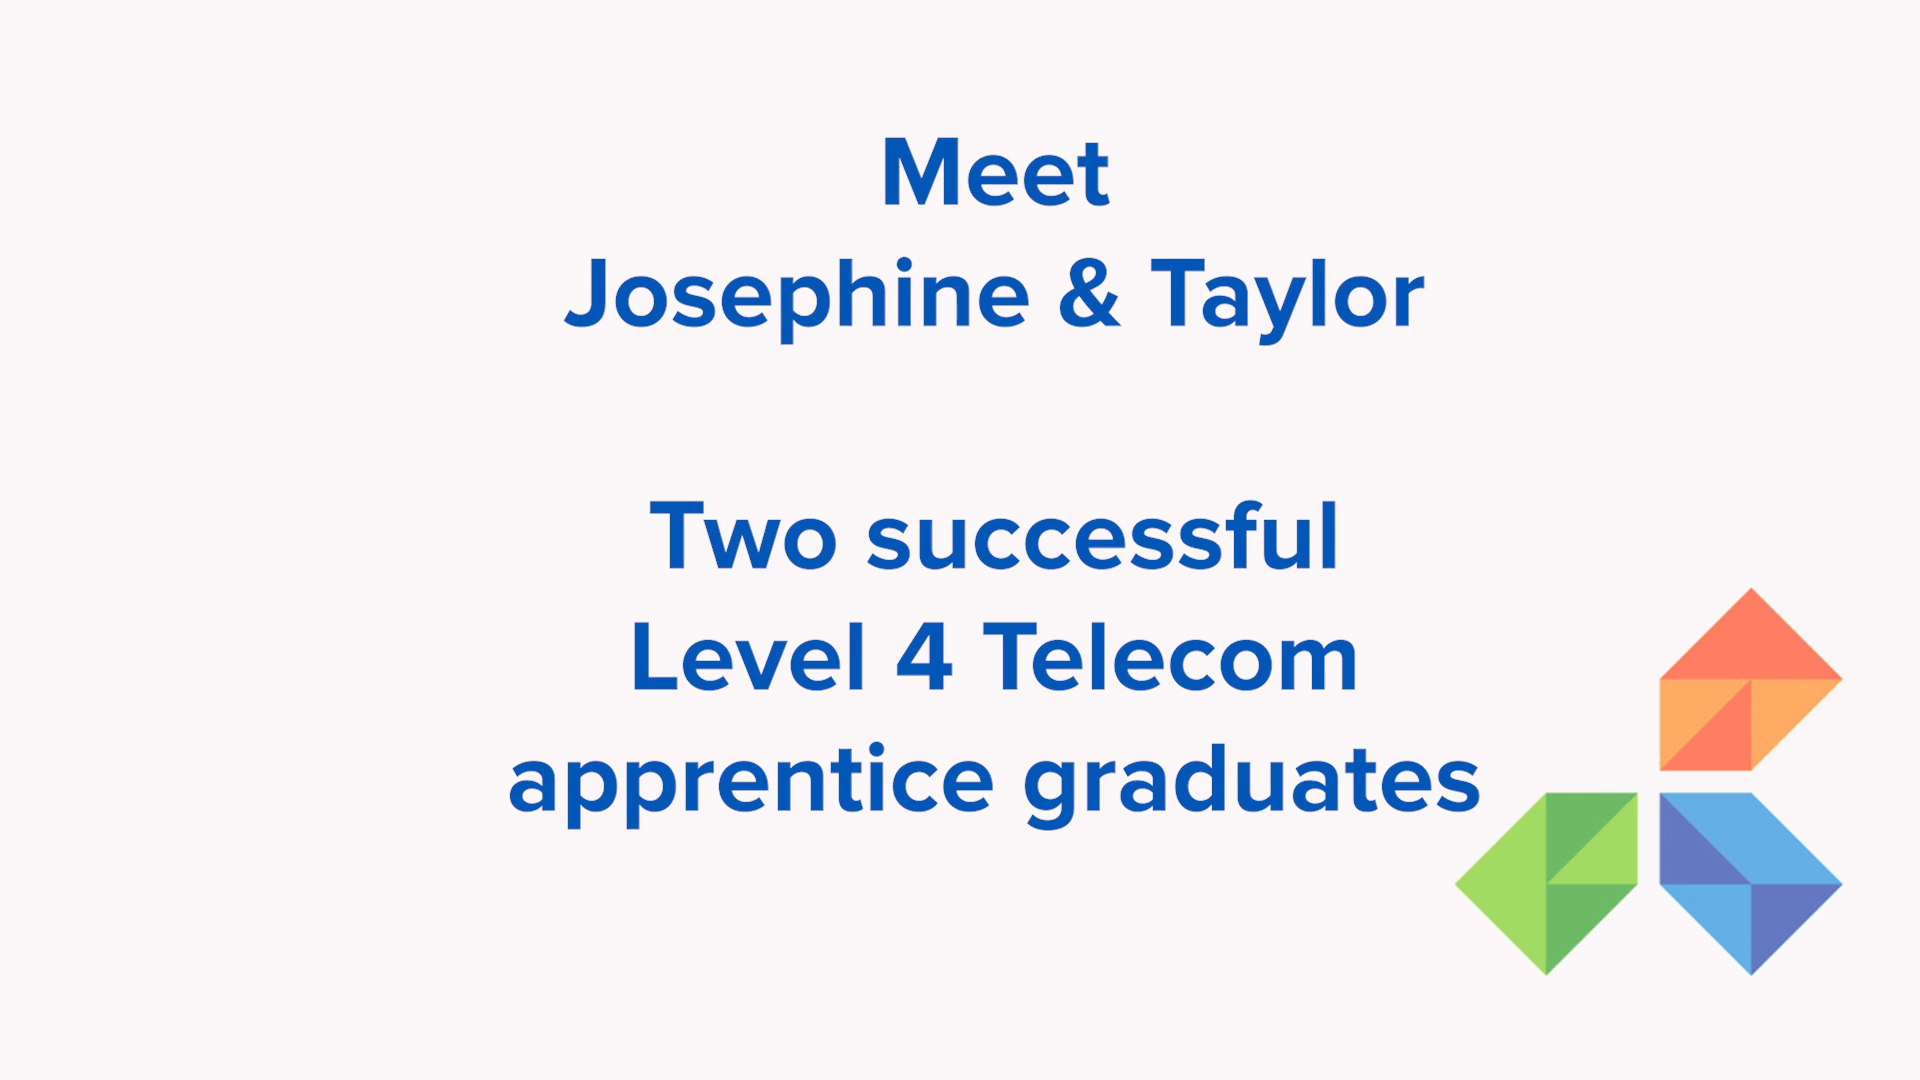 Meet
Josephine & Taylor
Two successful
Level 4 Telecom
apprentice graduates